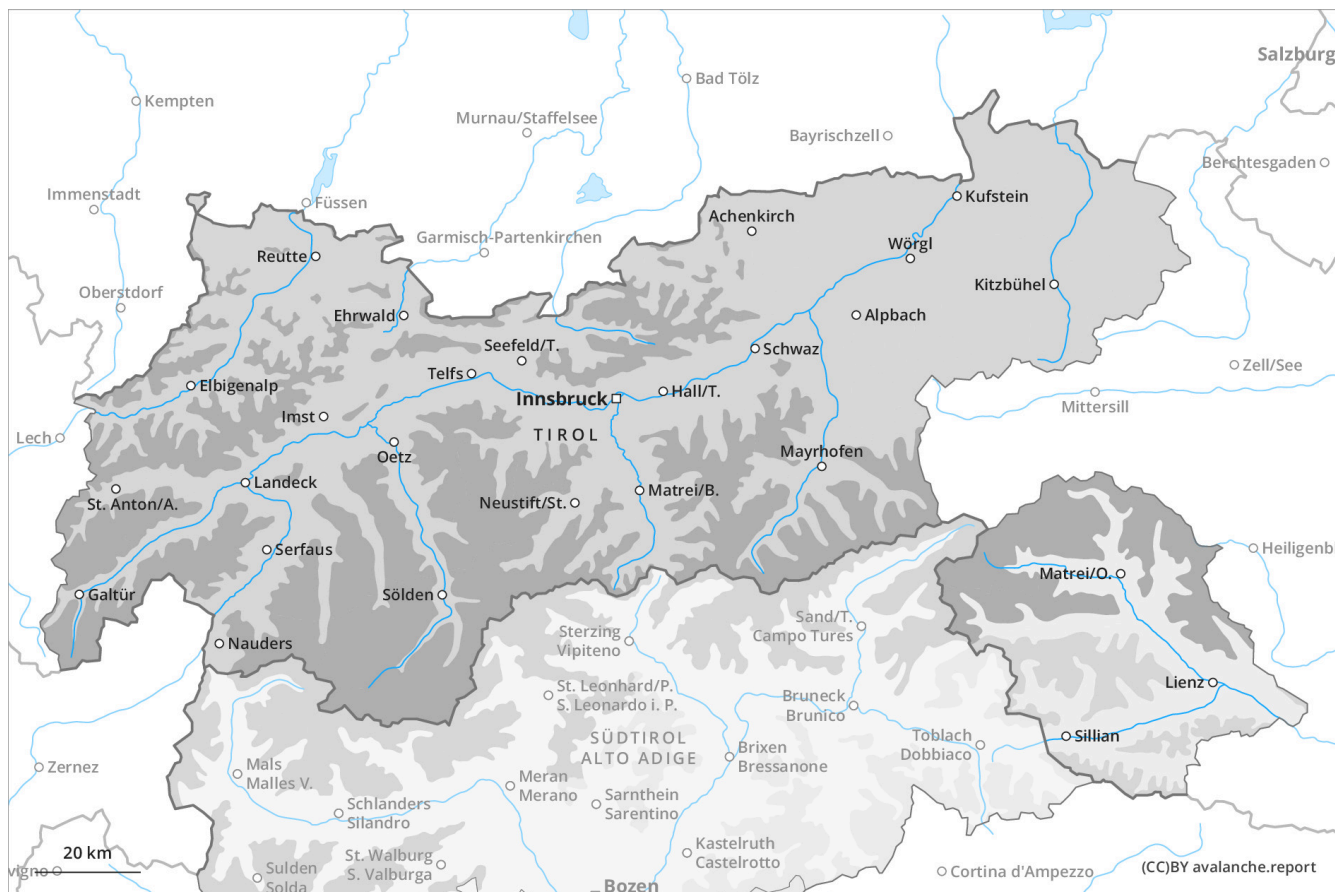 Salzburg
Bad Tölz
Kempten
Murnau/Staffelsee
Bayrischzell
Berchtesgaden
Immenstadt
Füssen
Kufstein
Achenkirch
Garmisch-Partenkirchen
Wörgl
Reutte
Kitzbühel
Oberstdorf
Ehrwald
Alpbach
Seefeld/T.
Schwaz
Zell/See
Telfs
Elbigenalp
Hall/T.
Innsbruck
Mittersill
Imst
Lech
TIROL
Oetz
Mayrhofen
Landeck
Matrei/B.
St. Anton/A.
Neustift/St.
Serfaus
Heiligenb
Matrei/O.
Galtür
Sölden
Sand/T.
Campo Tures
Sterzing
Vipiteno
Nauders
Lienz
St. Leonhard/P.
S. Leonardo i. P.
Bruneck
Brunico
Toblach
Dobbiaco
Sillian
SÜDTIROL
ALTO ADIGE
Brixen
Bressanone
Zernez
Mals
Malles V.
Meran
Merano
Sarnthein
Sarentino
Schlanders
Silandro
Kastelruth
Castelrotto
20 km
St. Walburg
S. Valburga
vigno
Sulden
Solda
Cortina d'Ampezzo
(CC)BY avalanche.report
Bozen